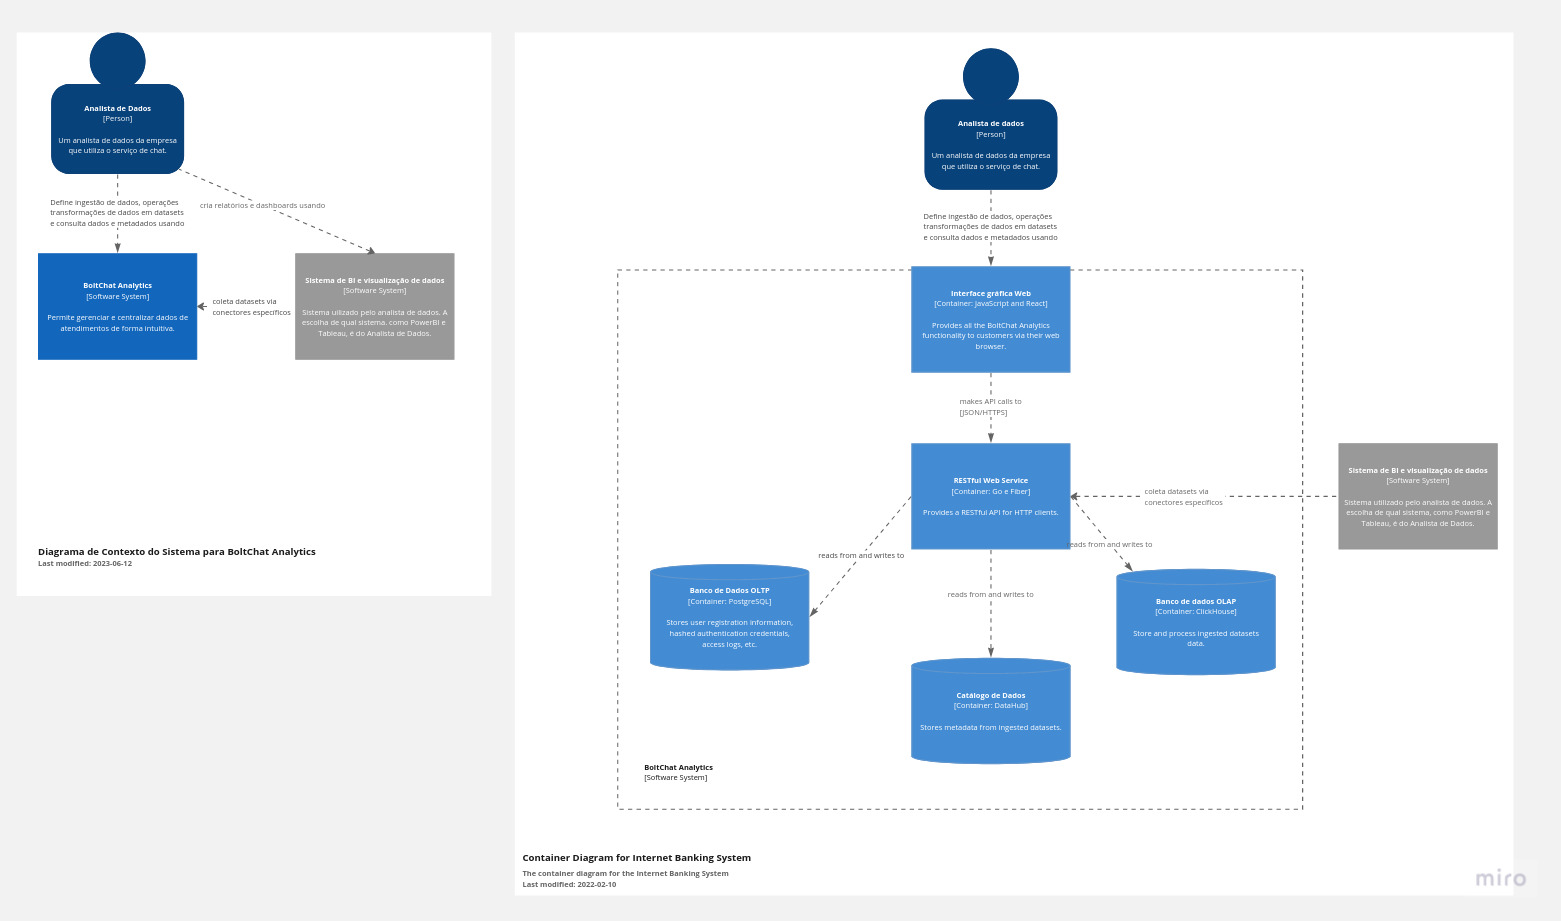 Analista de Dados
[Person]
Um analista de dados da empresa
que utiliza o serviço de chat.
Define ingestão de dados, operações
transformações de dados em datasets
e consulta dados e metadados usando
cria relatórios e dashboards usando
BoltChat Analytics
[Software System]
Permite gerenciar e centralizar dados de
atendimentos de forma intuitiva.
coleta datasets via
conectores específicos
Sistema de BI e visualização de dados
[Software System]
Sistema uilizado pelo analista de dados. A
escolha de qual sistema. como PowerBI e
Tableau, é do Analista de Dados.
Diagrama de Contexto do Sistema para BoltChat Analytics
Last modified: 2023-06-12
Analista de dados
[Person]
Um analista de dados da empresa
que utiliza o serviço de chat.
Define ingestão de dados, operações
transformações de dados em datasets
e consulta dados e metadados usando
Interface gráfica Web
[Container: JavaScript and React]
Provides all the BoltChat Analytics
functionality to customers via their web
browser.
makes API calls to
[JSON/HTTPS]
RESTful Web Service
[Container: Go e Fiber]
Provides a RESTful API for HTTP clients.
coleta datasets via
conectores específicos
Sistema de BI e visualização de dados
[Software System]
Sistema utilizado pelo analista de dados. A
escolha de qual sistema, como PowerBI e
Tableau, é do Analista de Dados.
reads from and writes to
reads from and writes to
reads from and writes to
Banco de Dados OLTP
[Container: PostgreSQL]
Stores user registration information,
hashed authentication credentials,
access logs, etc.
Banco de dados OLAP
[Container: ClickHouse]
Store and process ingested datasets
data.
Catálogo de Dados
[Container: DataHub]
Stores metadata from ingested datasets.
BoltChat Analytics
[Software System]
Container Diagram for Internet Banking System
The container diagram for the Internet Banking System
Last modified: 2022-02-10
miro